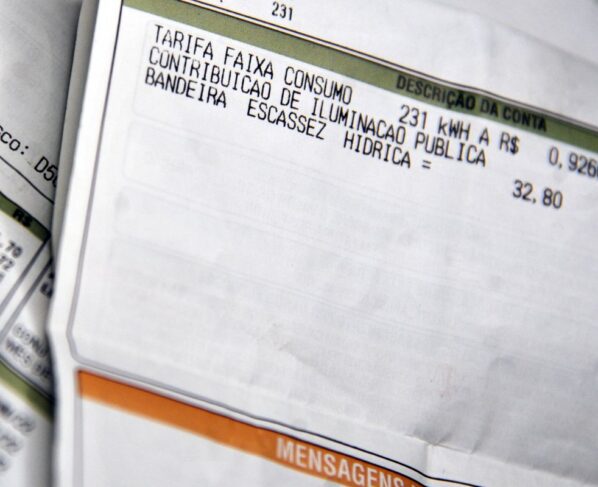 231
DESCRIÇÃO DA CONTA
TARIFA FAIXA CONSUMO 231 kWH A R$ 0,926
CONTRIBUICAO DE ILUMINACAO PUBLICA
BANDEIRA ESCASSEZ HIDRICA = 32,80
R$
MENSAGENS